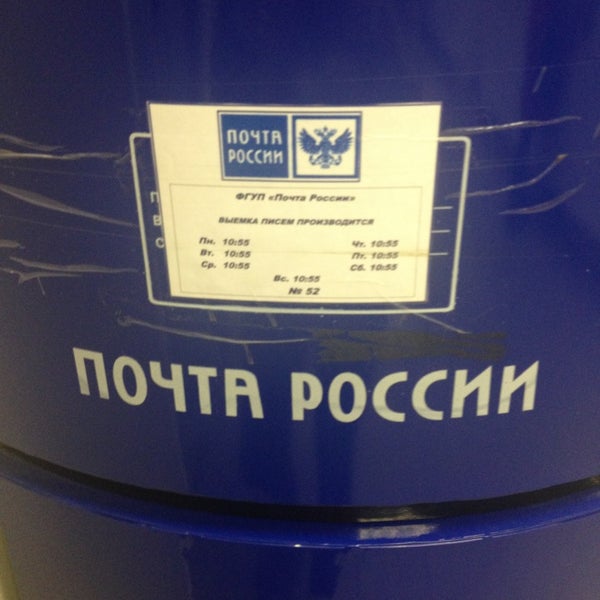 ПОЧТА
РОССИИ
ФГУП «Почта России»
ВЫЕМКА ПИСЕМ ПРОИЗВОДИТСЯ
Пн. 10:55 Чт. 10:55
Вт. 10:55 Пт. 10:55
Ср. 10:55 Сб. 10:55
Вс. 10:55
№ 52
П
В
С
ПОЧТА РОССИИ